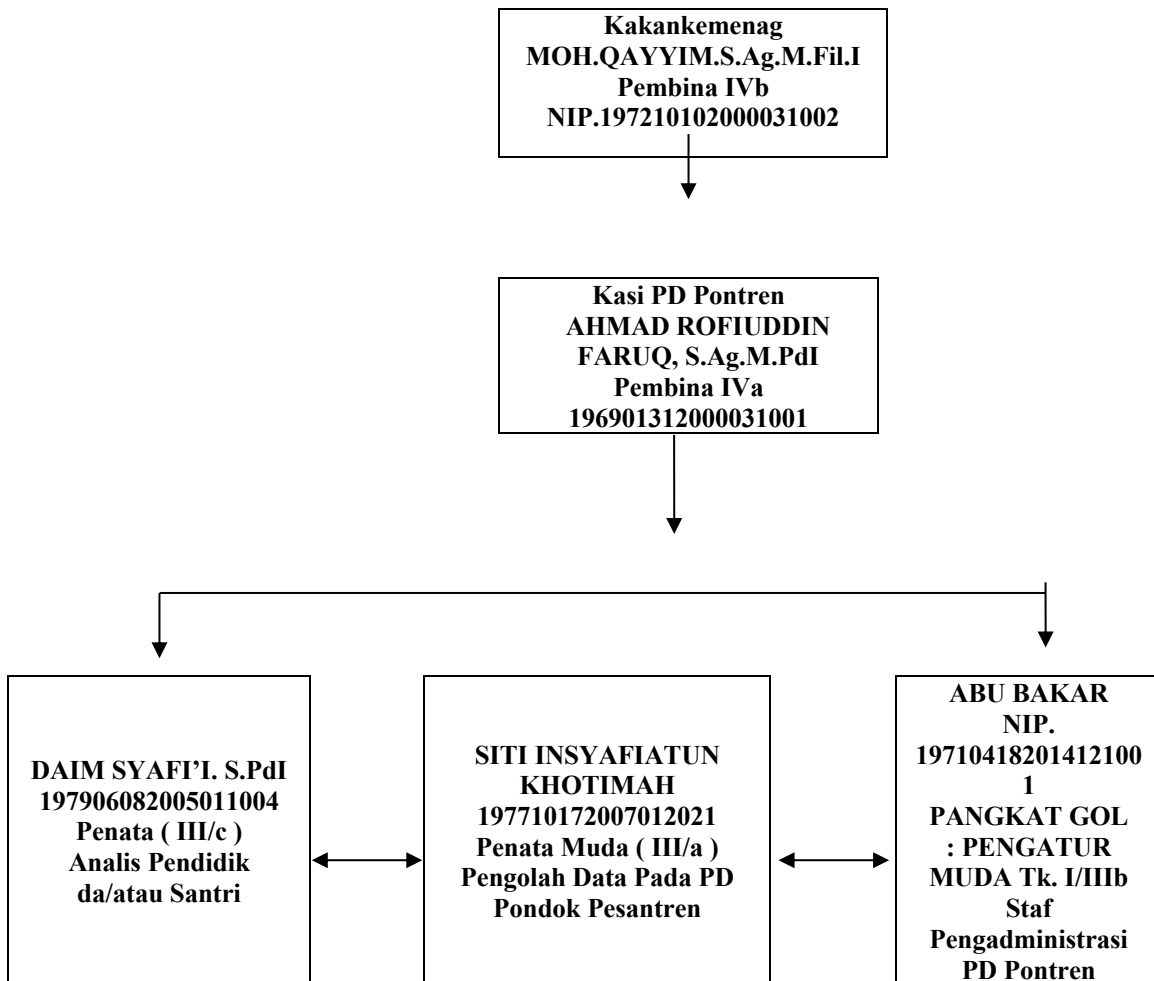 Kakankemenag
MOH.QAYYIM.S.Ag.M.Fil.I
Pembina IVb
NIP.197210102000031002
Kasi PD Pontren
AHMAD ROFIUDDIN
FARUQ, S.Ag.M.PdI
Pembina IVa
196901312000031001
DAIM SYAFI’I. S.PdI
197906082005011004
Penata ( III/c )
Analis Pendidik
da/atau Santri
SITI INSYAFIATUN
KHOTIMAH
197710172007012021
Penata Muda ( III/a )
Pengolah Data Pada PD
Pondok Pesantren
ABU BAKAR
NIP.
19710418201412100
1
PANGKAT GOL
: PENGATUR
MUDA Tk. I/IIIb
Staf
Pengadministrasi
PD Pontren